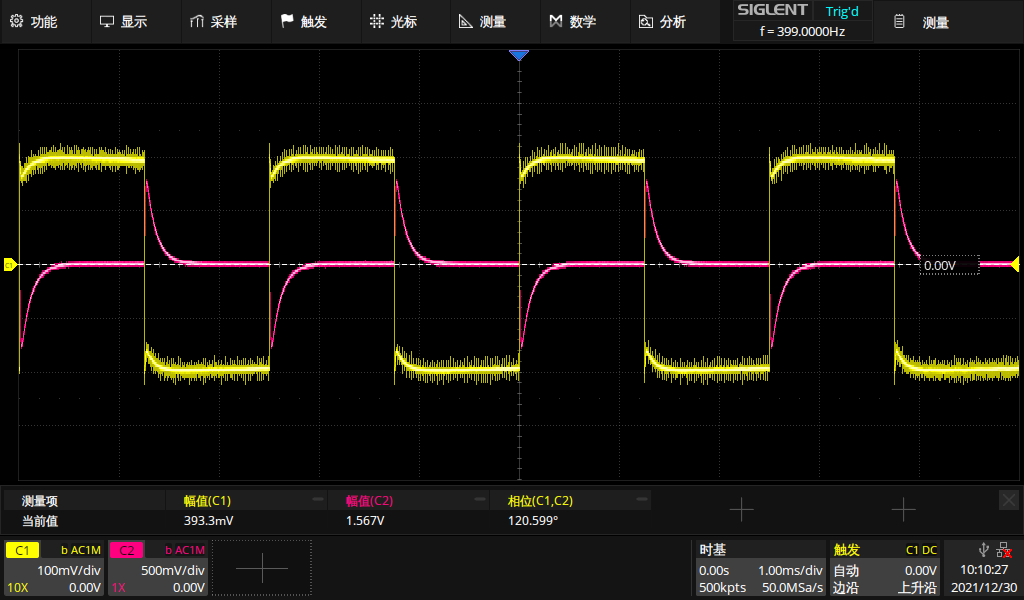 功能 显示 采样 触发 光标 测量 数学 分析 SIGLENT Trig'd 测量
f = 399.0000Hz
C1 0.00V
测量项 幅值(C1) 幅值(C2) 相位(C1,C2)
当前值 393.3mV 1.567V 120.599°
C1 b AC1M C2 b AC1M 时基 触发 C1 DC
100mV/div 500mV/div 0.00s 1.00ms/div 自动 0.00V 10:10:27
10X 0.00V 1X 0.00V 500kpts 50.0MSa/s 边沿 上升沿 2021/12/30